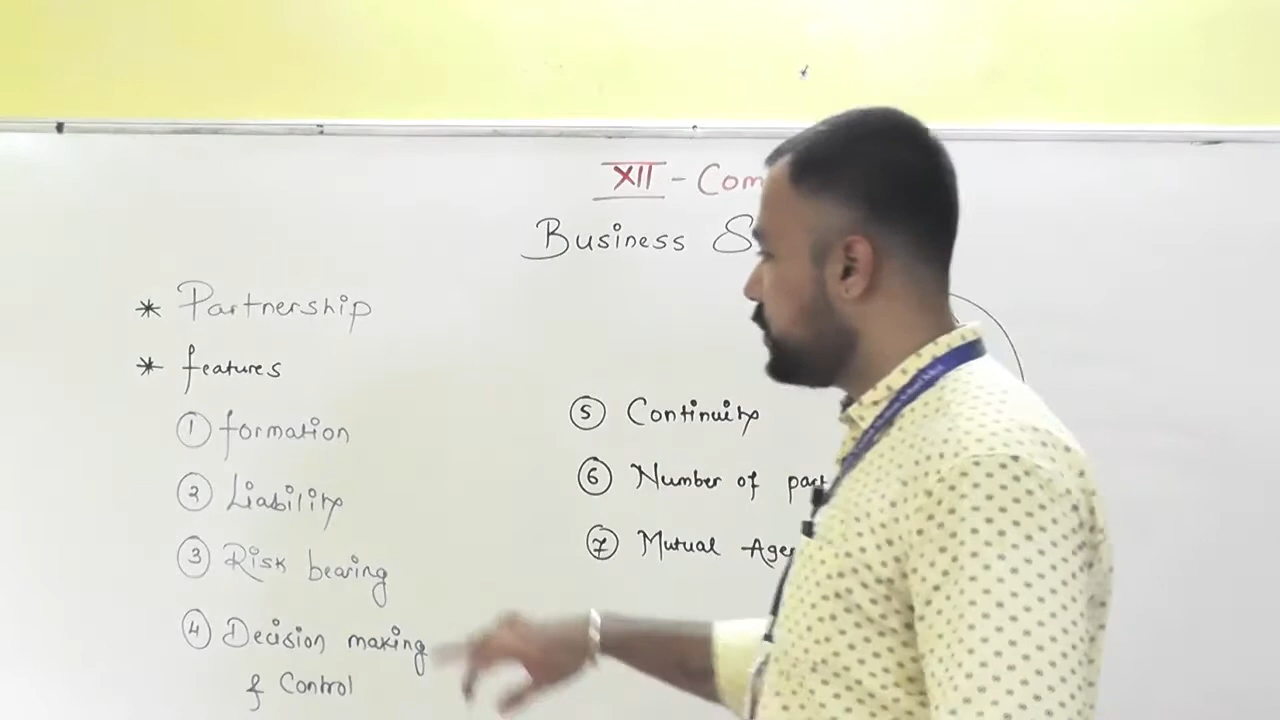 XII - Com
Business S
* Partnership
* features
① formation
② Liability
③ Risk bearing
④ Decision making
& Control
⑤ Continuity
⑥ Number of part
⑦ Mutual Agen